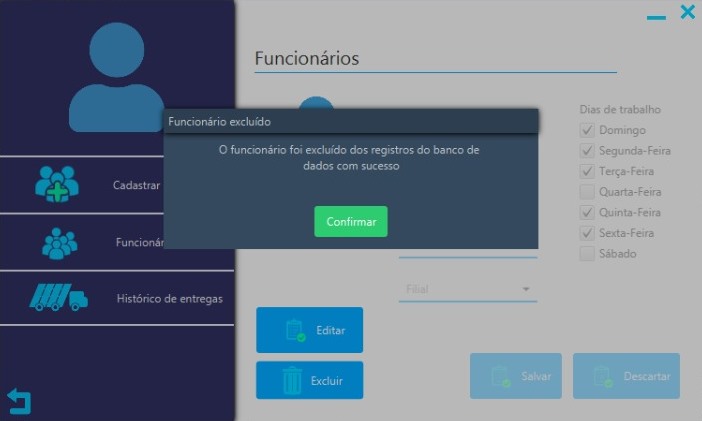 Funcionários
Funcionário excluído
O funcionário foi excluído dos registros do banco de
dados com sucesso
Confirmar
Cadastrar
Histórico de entregas
Dias de trabalho
Domingo
Segunda-Feira
Terça-Feira
Quarta-Feira
Quinta-Feira
Sexta-Feira
Sábado
Filial
Editar
Excluir
Salvar
Descartar